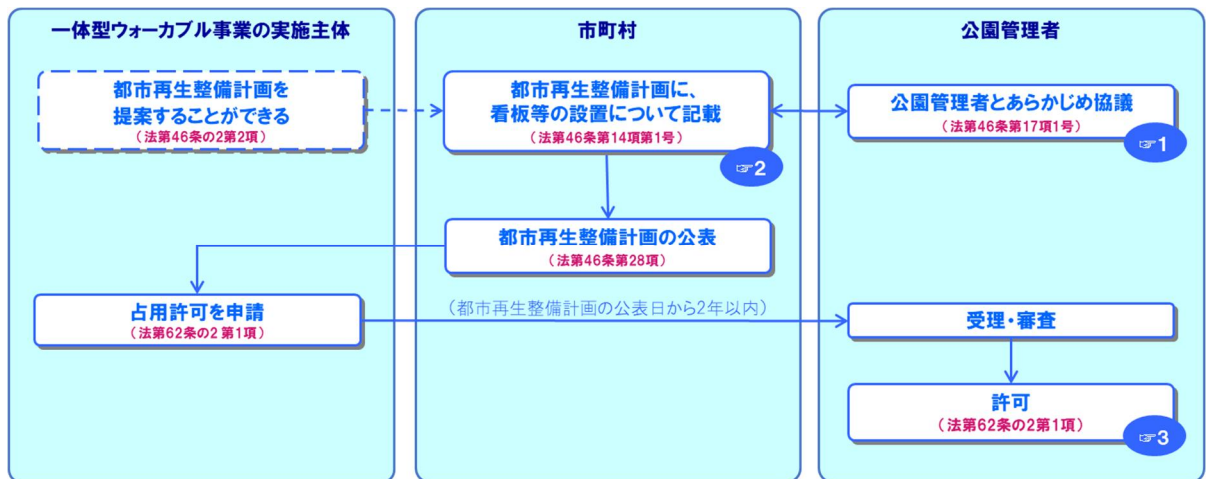 一体型ウォーカブル事業の実施主体
都市再生整備計画を
提案することができる
(法第46条の2第2項)
占用許可を申請
(法第62条の2第1項)
市町村
都市再生整備計画に、
看板等の設置について記載
(法第46条第14項第1号)
☞2
都市再生整備計画の公表
(法第46条第28項)
(都市再生整備計画の公表日から2年以内)
公園管理者
公園管理者とあらかじめ協議
(法第46条第17項1号)
☞1
受理・審査
許可
(法第62条の2第1項)
☞3